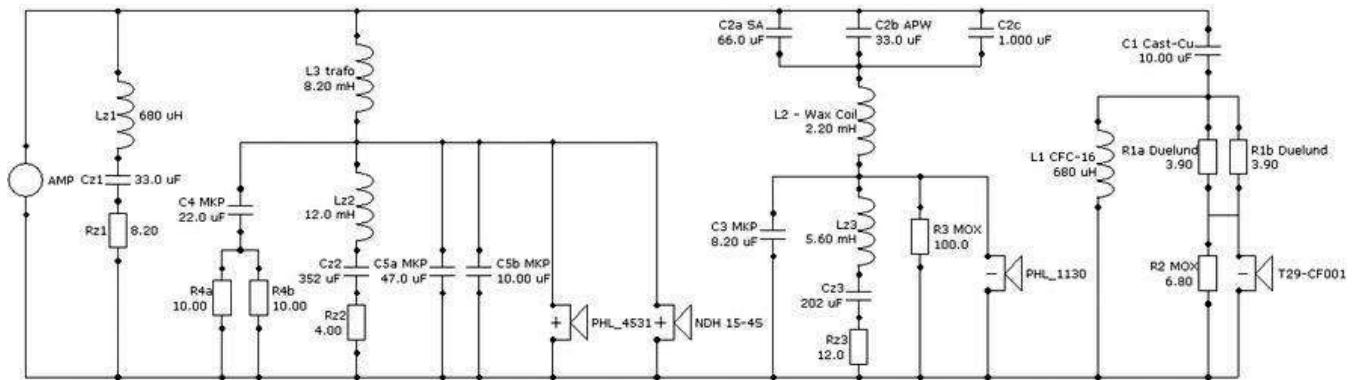 AMP
Lz1
680 uH
Cz1
33.0 uF
Rz1
8.20
L3 trafo
8.20 mH
C4 MKP
22.0 uF
R4a
10.00
R4b
10.00
Lz2
12.0 mH
Cz2
352 uF
Rz2
4.00
C5a MKP
47.0 uF
C5b MKP
10.00 uF
+
PHL_4531
+
NDH 15-4S
C2a SA
66.0 uF
C2b APW
33.0 uF
C2c
1.000 uF
L2 - Wax Coil
2.20 mH
C3 MKP
8.20 uF
Lz3
5.60 mH
Cz3
202 uF
Rz3
12.0
R3 MOX
100.0
−
PHL_1130
C1 Cast-Cu
10.00 uF
L1 CFC-16
680 uH
R1a Duelund
3.90
R1b Duelund
3.90
R2 MOX
6.80
−
T29-CF001